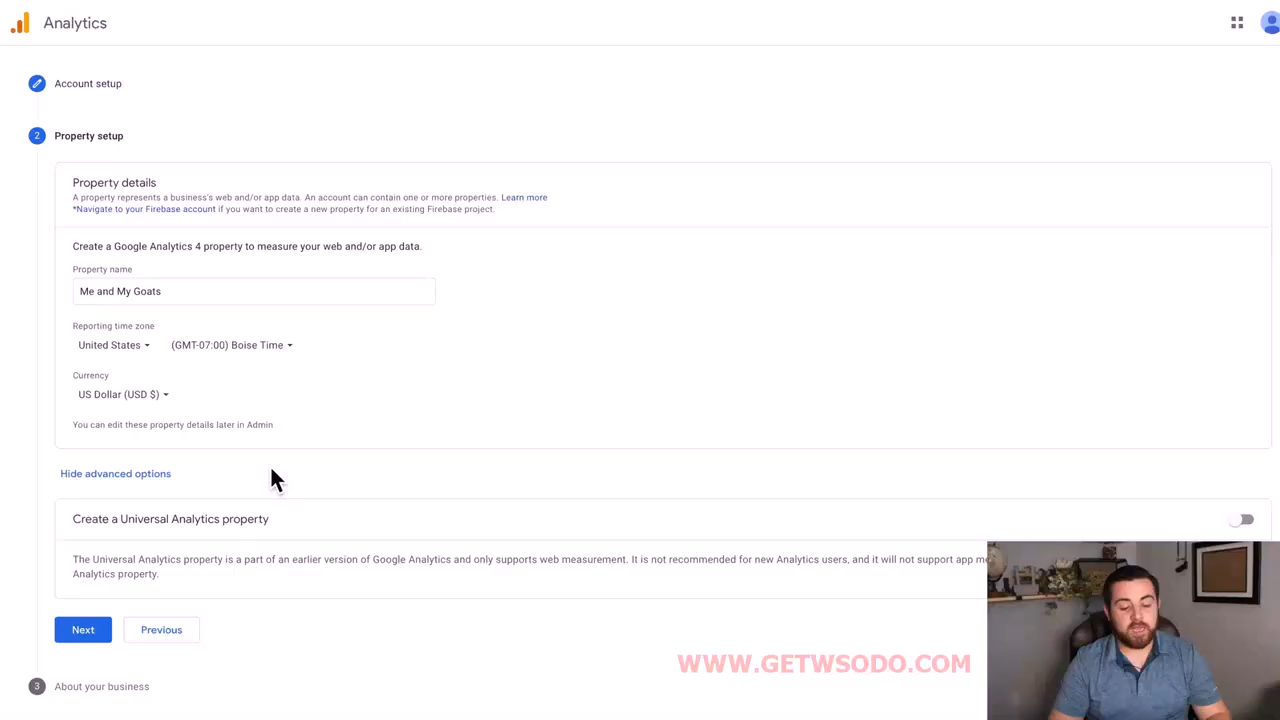 Analytics
Account setup
2
Property setup
Property details
A property represents a business's web and/or app data. An account can contain one or more properties. Learn more
*Navigate to your Firebase account if you want to create a new property for an existing Firebase project.
Create a Google Analytics 4 property to measure your web and/or app data.
Property name
Me and My Goats
Reporting time zone
United States (GMT-07:00) Boise Time
Currency
US Dollar (USD $)
You can edit these property details later in Admin
Hide advanced options
Create a Universal Analytics property
The Universal Analytics property is a part of an earlier version of Google Analytics and only supports web measurement. It is not recommended for new Analytics users, and it will not support app me
Analytics property.
Next Previous
WWW.GETWSODO.COM
3
About your business